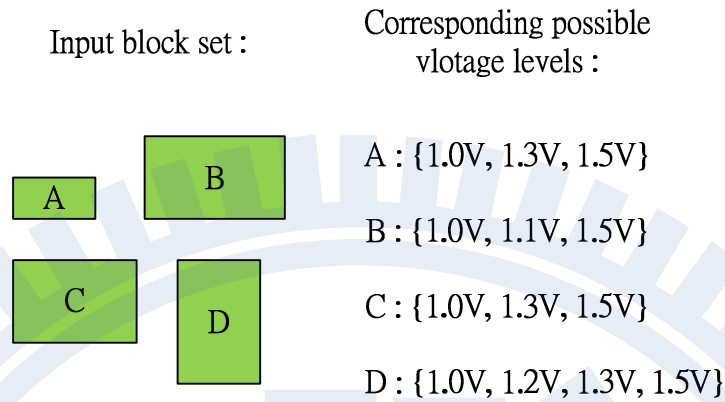 Input block set :
Corresponding possible
vlotage levels :
A
B
C
D
A : {1.0V, 1.3V, 1.5V}
B : {1.0V, 1.1V, 1.5V}
C : {1.0V, 1.3V, 1.5V}
D : {1.0V, 1.2V, 1.3V, 1.5V}